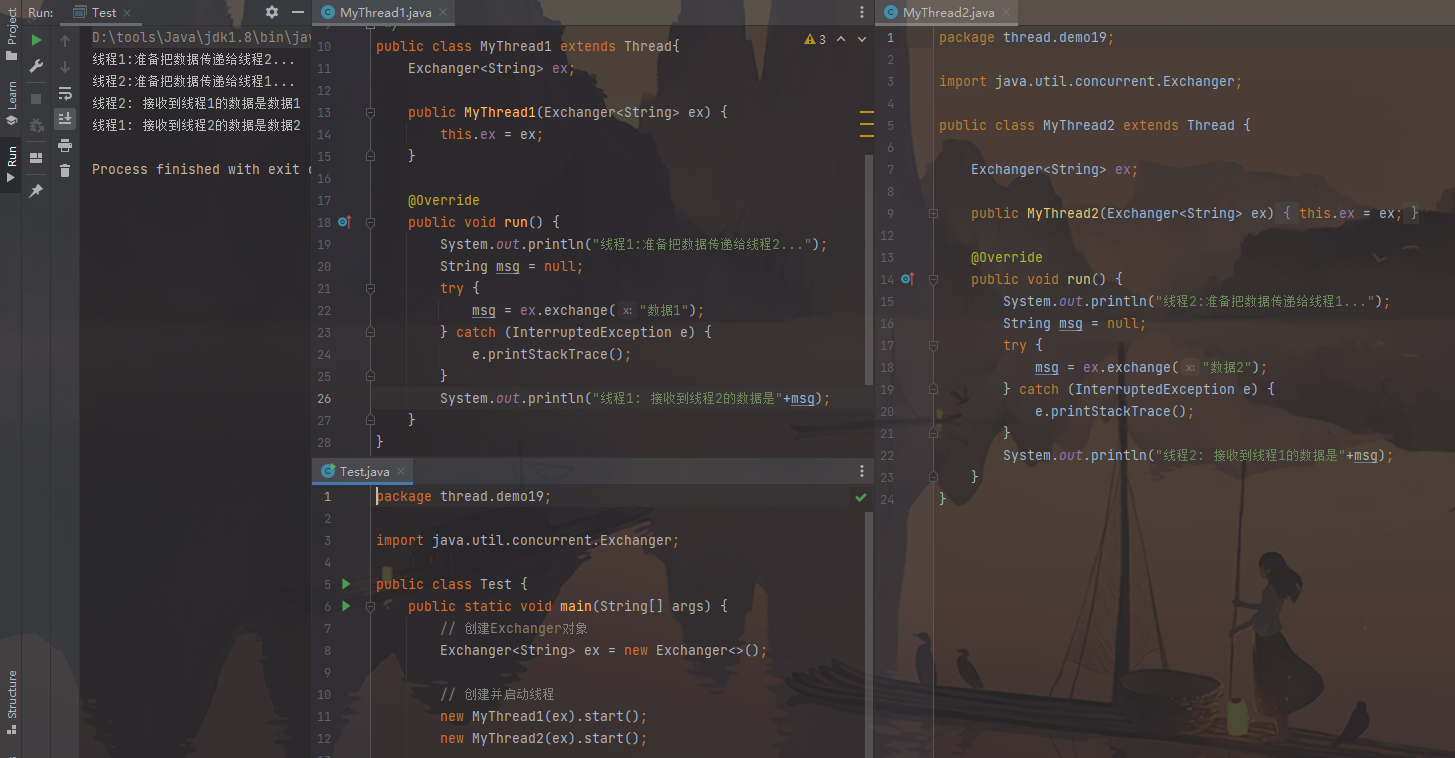 Project
Learn
Run
Structure
Run: Test
D:\tools\Java\jdk1.8\bin\jav
线程1:准备把数据传递给线程2...
线程2:准备把数据传递给线程1...
线程2: 接收到线程1的数据是数据1
线程1: 接收到线程2的数据是数据2
Process finished with exit
MyThread1.java
3
10 public class MyThread1 extends Thread{
11 Exchanger<String> ex;
12
13 public MyThread1(Exchanger<String> ex) {
14 this.ex = ex;
15 }
16
17 @Override
18 public void run() {
19 System.out.println("线程1:准备把数据传递给线程2...");
20 String msg = null;
21 try {
22 msg = ex.exchange( x: "数据1");
23 } catch (InterruptedException e) {
24 e.printStackTrace();
25 }
26 System.out.println("线程1: 接收到线程2的数据是"+msg);
27 }
28 }
Test.java
1 package thread.demo19;
2
3 import java.util.concurrent.Exchanger;
4
5 public class Test {
6 public static void main(String[] args) {
7 // 创建Exchanger对象
8 Exchanger<String> ex = new Exchanger<>();
9
10 // 创建并启动线程
11 new MyThread1(ex).start();
12 new MyThread2(ex).start();
MyThread2.java
1 package thread.demo19;
2
3 import java.util.concurrent.Exchanger;
4
5 public class MyThread2 extends Thread {
6
7 Exchanger<String> ex;
8
9 public MyThread2(Exchanger<String> ex) { this.ex = ex; }
12
13 @Override
14 public void run() {
15 System.out.println("线程2:准备把数据传递给线程1...");
16 String msg = null;
17 try {
18 msg = ex.exchange( x: "数据2");
19 } catch (InterruptedException e) {
20 e.printStackTrace();
21 }
22 System.out.println("线程2: 接收到线程1的数据是"+msg);
23 }
24 }